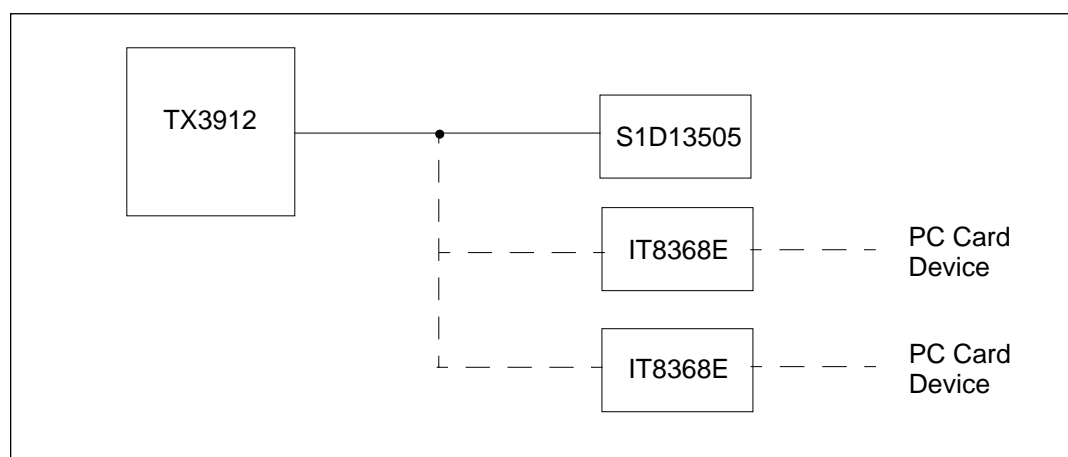 TX3912
S1D13505
IT8368E
PC Card
Device
IT8368E
PC Card
Device